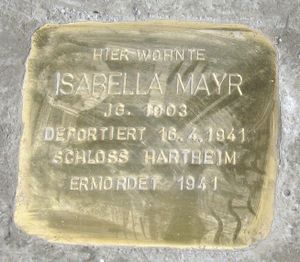 HIER WOHNTE
ISABELLA MAYR
JG. 1903
DEPORTIERT 16.4.1941
SCHLOSS HARTHEIM
ERMORDET 1941